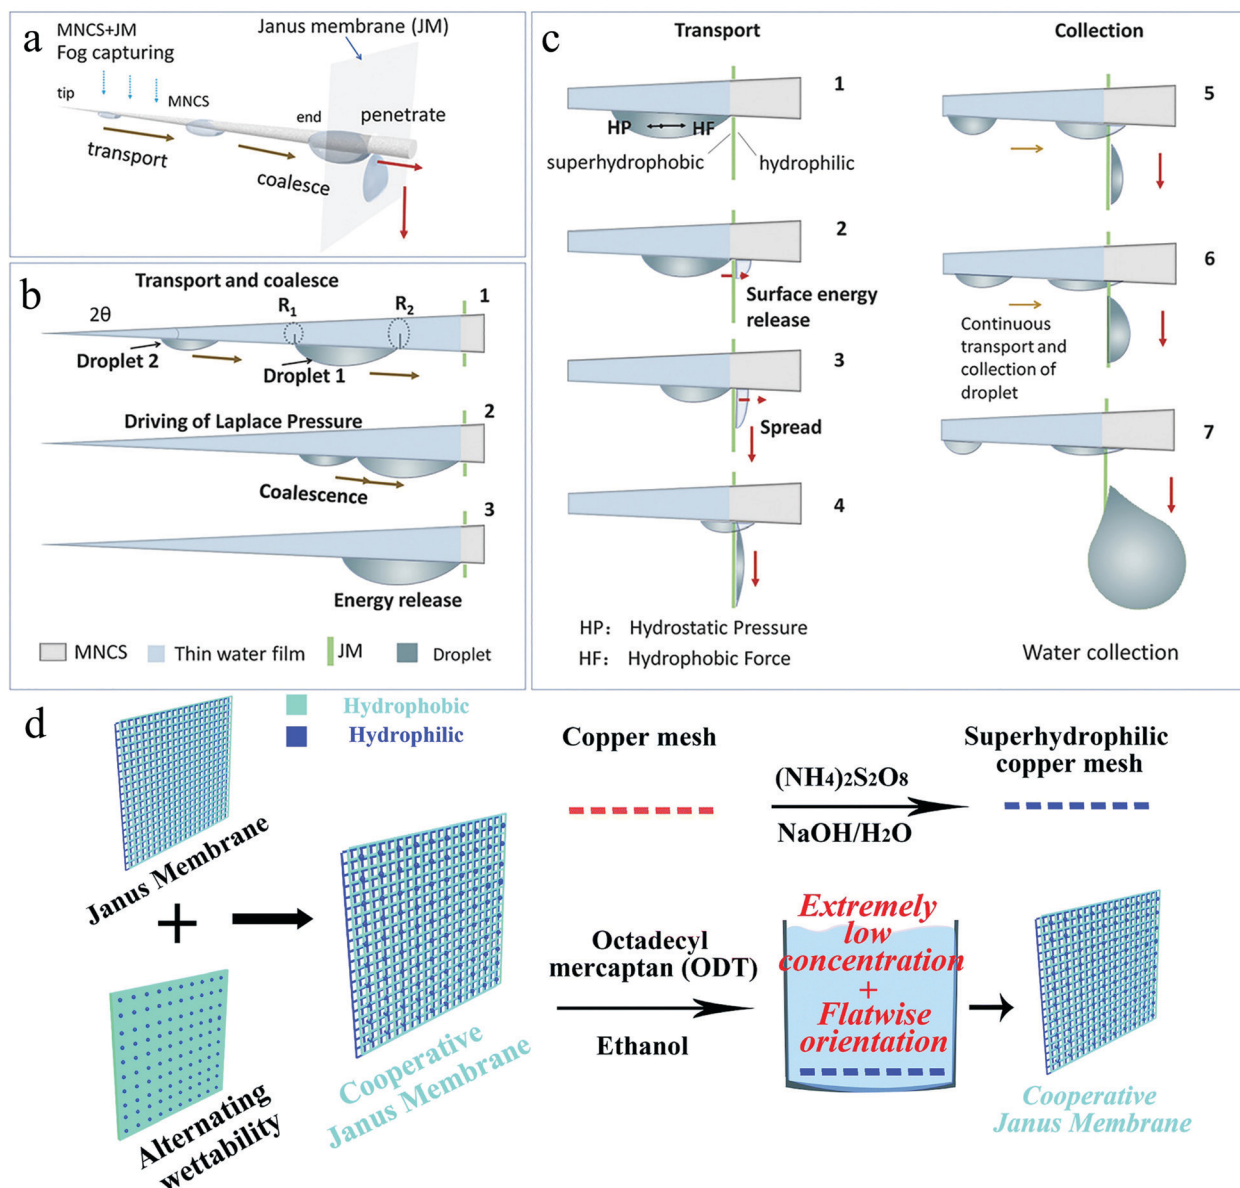 a
MNCS+JM
Fog capturing
Janus membrane (JM)
tip
MNCS
end
penetrate
transport
coalesce
b
Transport and coalesce
1
2θ
R1
R2
Droplet 2
Droplet 1
2
Driving of Laplace Pressure
Coalescence
3
Energy release
MNCS
Thin water film
JM
Droplet
c
Transport
Collection
1
HP
HF
superhydrophobic
hydrophilic
2
Surface energy
release
3
Spread
4
HP: Hydrostatic Pressure
HF: Hydrophobic Force
5
6
Continuous
transport and
collection of
droplet
7
Water collection
d
Hydrophobic
Hydrophilic
Janus Membrane
+
Alternating
wettability
Cooperative
Janus Membrane
Copper mesh
(NH4)2S2O8
NaOH/H2O
Superhydrophilic
copper mesh
Octadecyl
mercaptan (ODT)
Ethanol
Extremely
low
concentration
+
Flatwise
orientation
Cooperative
Janus Membrane